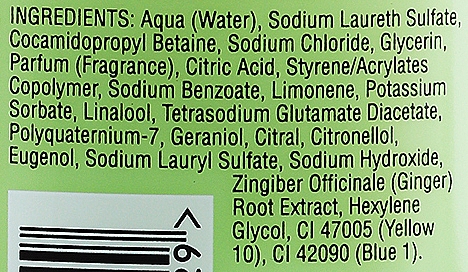 INGREDIENTS: Aqua (Water), Sodium Laureth Sulfate,
Cocamidopropyl Betaine, Sodium Chloride, Glycerin,
Parfum (Fragrance), Citric Acid, Styrene/Acrylates
Copolymer, Sodium Benzoate, Limonene, Potassium
Sorbate, Linalool, Tetrasodium Glutamate Diacetate,
Polyquaternium-7, Geraniol, Citral, Citronellol,
Eugenol, Sodium Lauryl Sulfate, Sodium Hydroxide,
Zingiber Officinale (Ginger)
Root Extract, Hexylene
Glycol, CI 47005 (Yellow
10), CI 42090 (Blue 1).